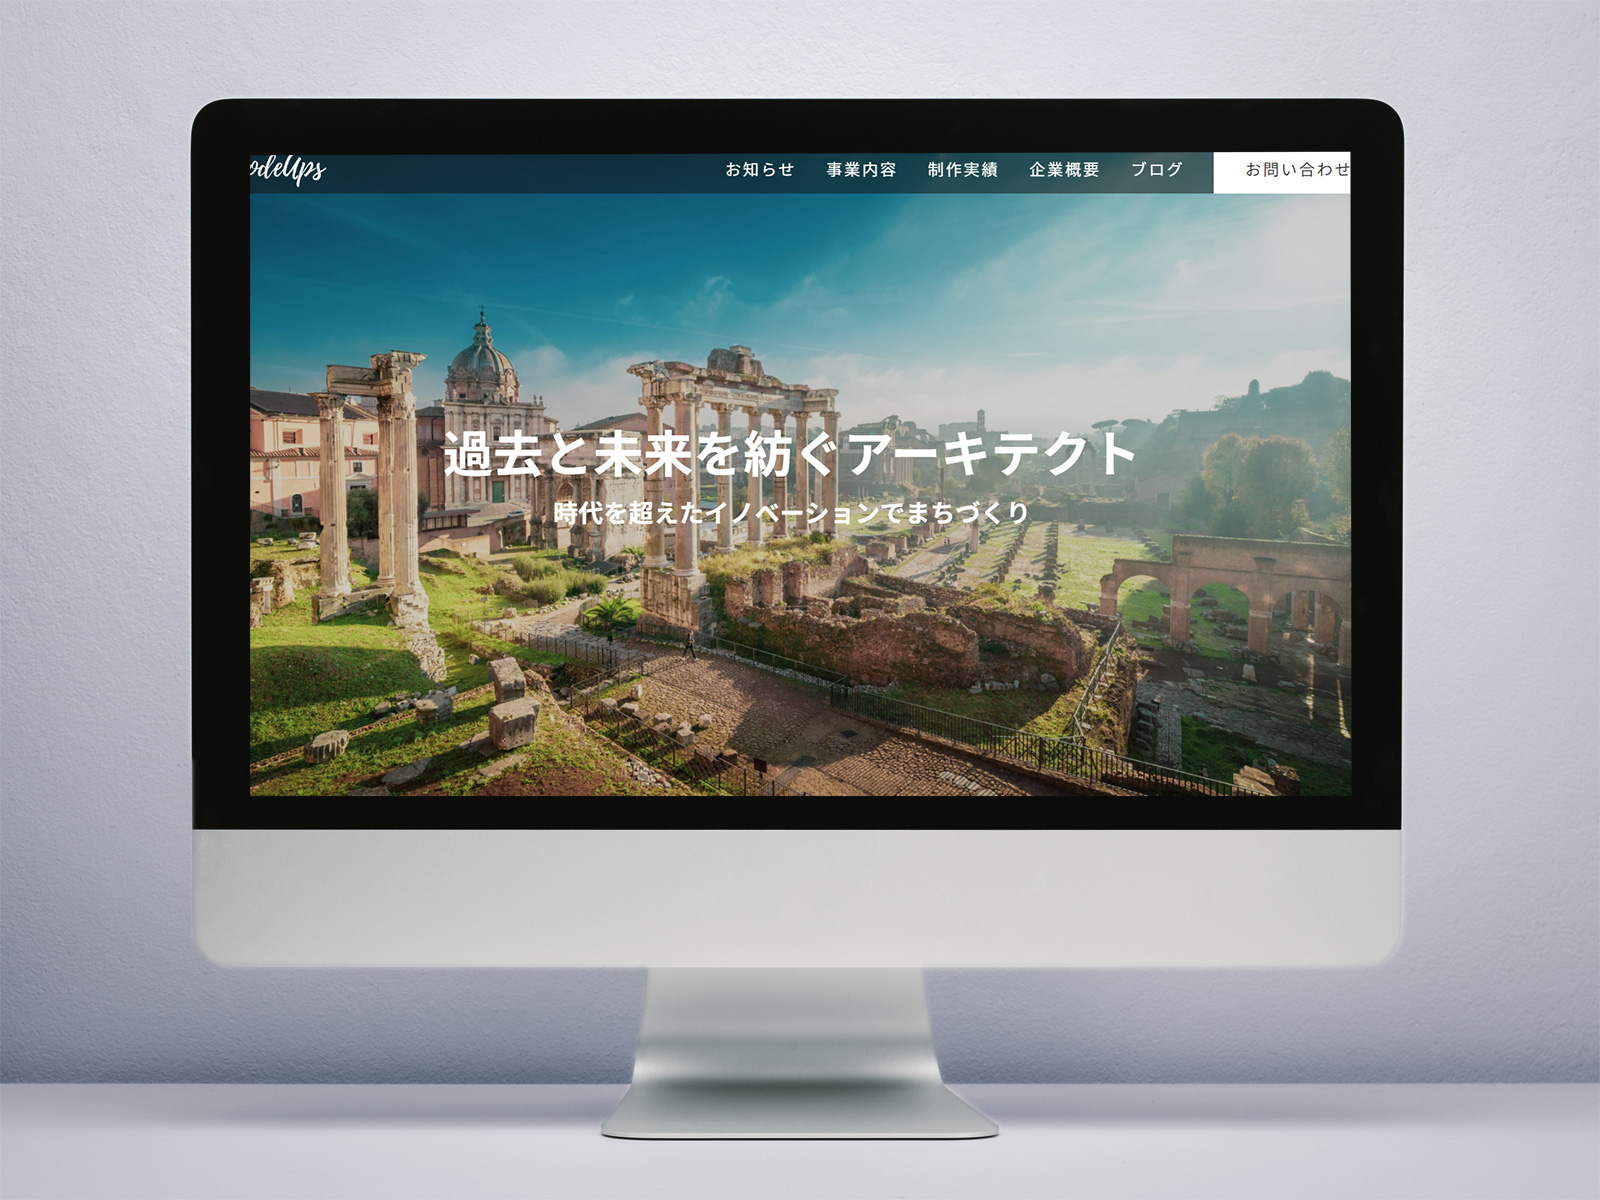 odeUps
お知らせ 事業内容 制作実績 企業概要 ブログ お問い合わせ
過去と未来を紡ぐアーキテクト
時代を超えたイノベーションでまちづくり